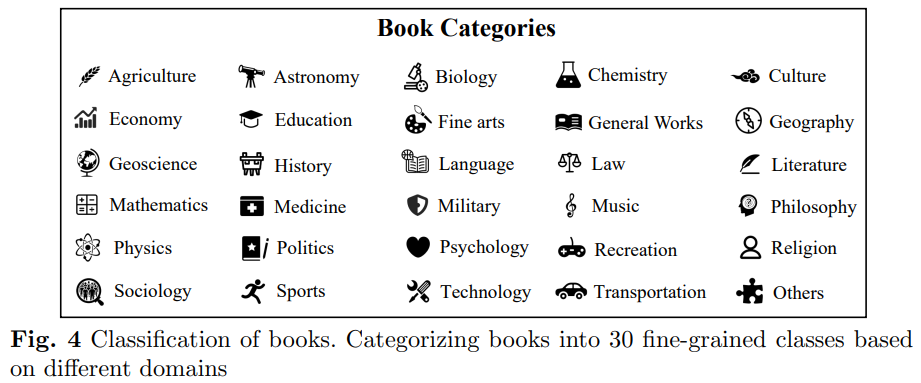 Book Categories
Agriculture Astronomy Biology Chemistry Culture
Economy Education Fine arts General Works Geography
Geoscience History Language Law Literature
Mathematics Medicine Military Music Philosophy
Physics Politics Psychology Recreation Religion
Sociology Sports Technology Transportation Others
Fig. 4 Classification of books. Categorizing books into 30 fine-grained classes based
on different domains